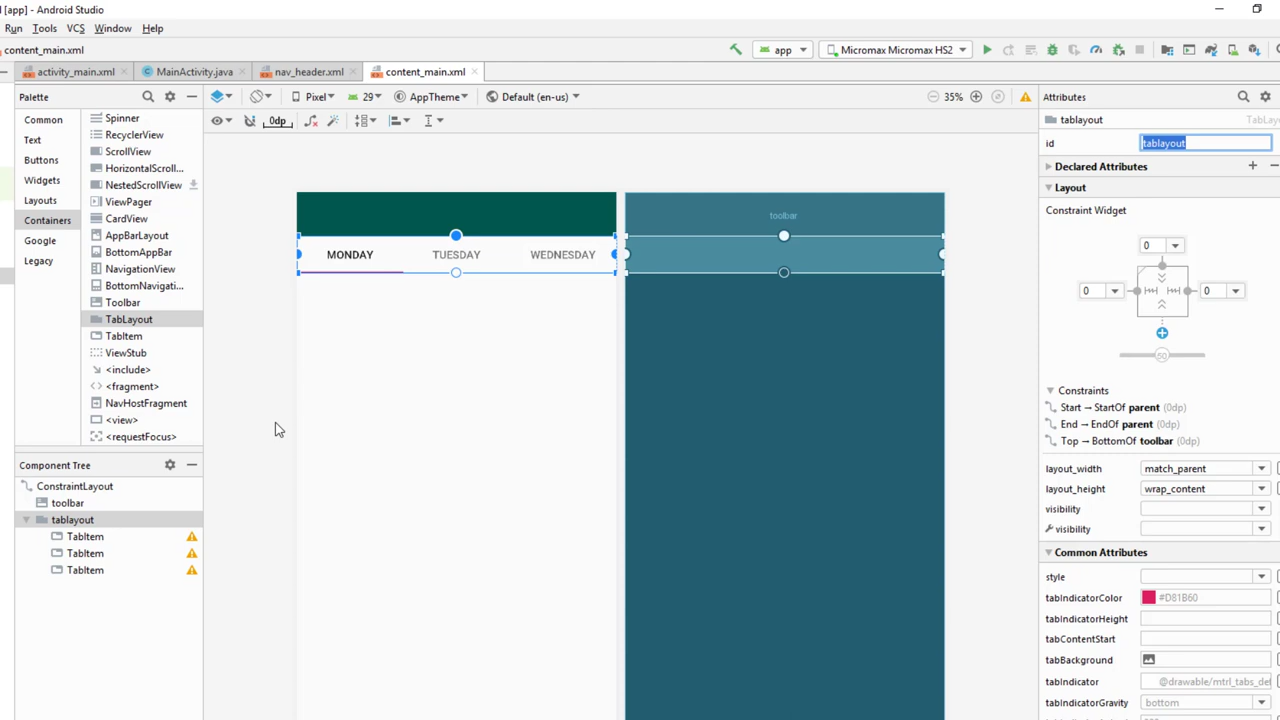 [app] - Android Studio
Run Tools VCS Window Help
content_main.xml
app Micromax Micromax HS2
activity_main.xml MainActivity.java nav_header.xml content_main.xml
Palette
Pixel 29 AppTheme Default (en-us) 35%
Attributes
0dp
Common
Text
Buttons
Widgets
Layouts
Containers
Google
Legacy
Spinner
RecyclerView
ScrollView
HorizontalScroll...
NestedScrollView
ViewPager
CardView
AppBarLayout
BottomAppBar
NavigationView
BottomNavigati...
Toolbar
TabLayout
TabItem
ViewStub
<include>
<fragment>
NavHostFragment
<view>
<requestFocus>
Component Tree
ConstraintLayout
toolbar
tablayout
TabItem
TabItem
TabItem
MONDAY TUESDAY WEDNESDAY
toolbar
tablayout TabLay
id tablayout
Declared Attributes
Layout
Constraint Widget
0
0 0
50
Constraints
Start → StartOf parent (0dp)
End → EndOf parent (0dp)
Top → BottomOf toolbar (0dp)
layout_width match_parent
layout_height wrap_content
visibility
visibility
Common Attributes
style
tabIndicatorColor #D81B60
tabIndicatorHeight
tabContentStart
tabBackground
tabIndicator @drawable/mtrl_tabs_def
tabIndicatorGravity bottom